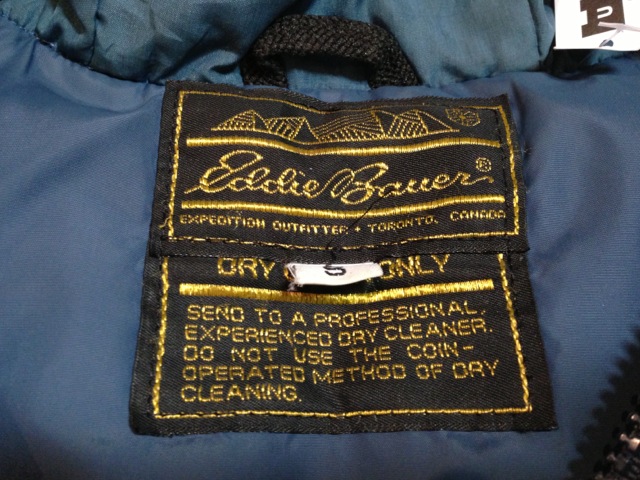 Eddie Bauer®
EXPEDITION OUTFITTER • TORONTO, CANADA
DRY ONLY
S
SEND TO A PROFESSIONAL,
EXPERIENCED DRY CLEANER.
DO NOT USE THE COIN-
OPERATED METHOD OF DRY
CLEANING.